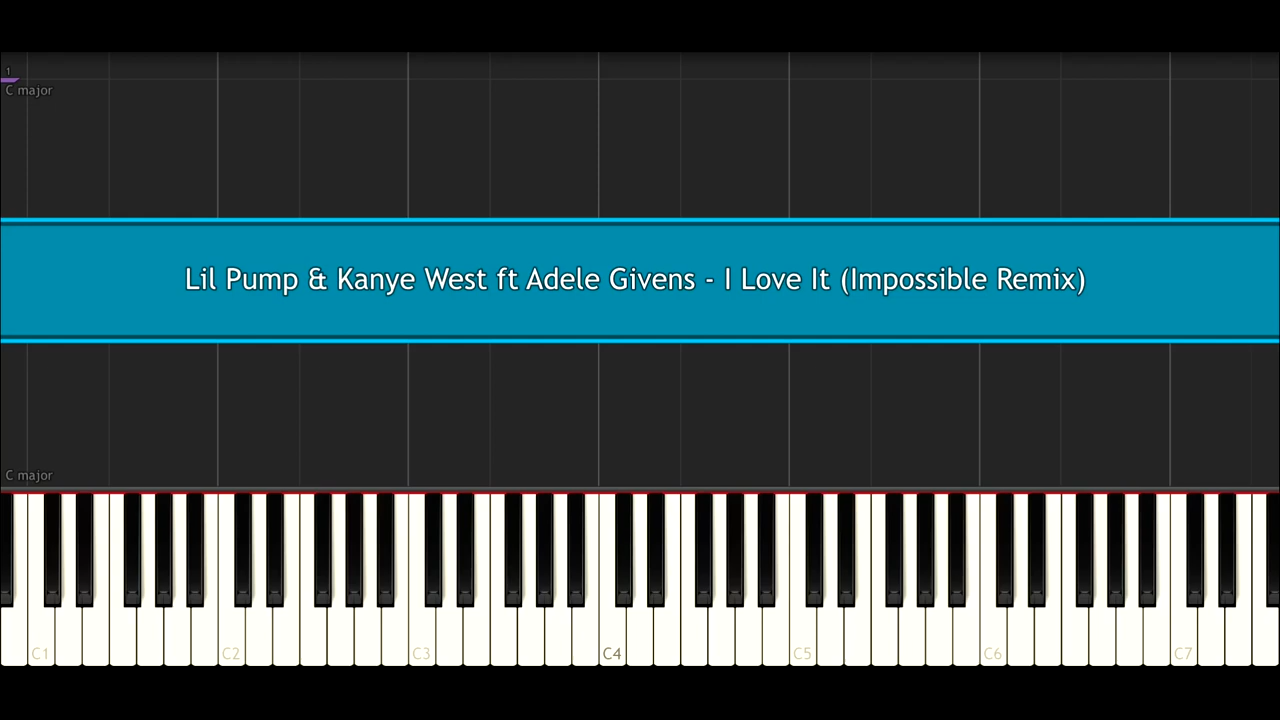 1
C major
Lil Pump & Kanye West ft Adele Givens - I Love It (Impossible Remix)
C major
C1 C2 C3 C4 C5 C6 C7